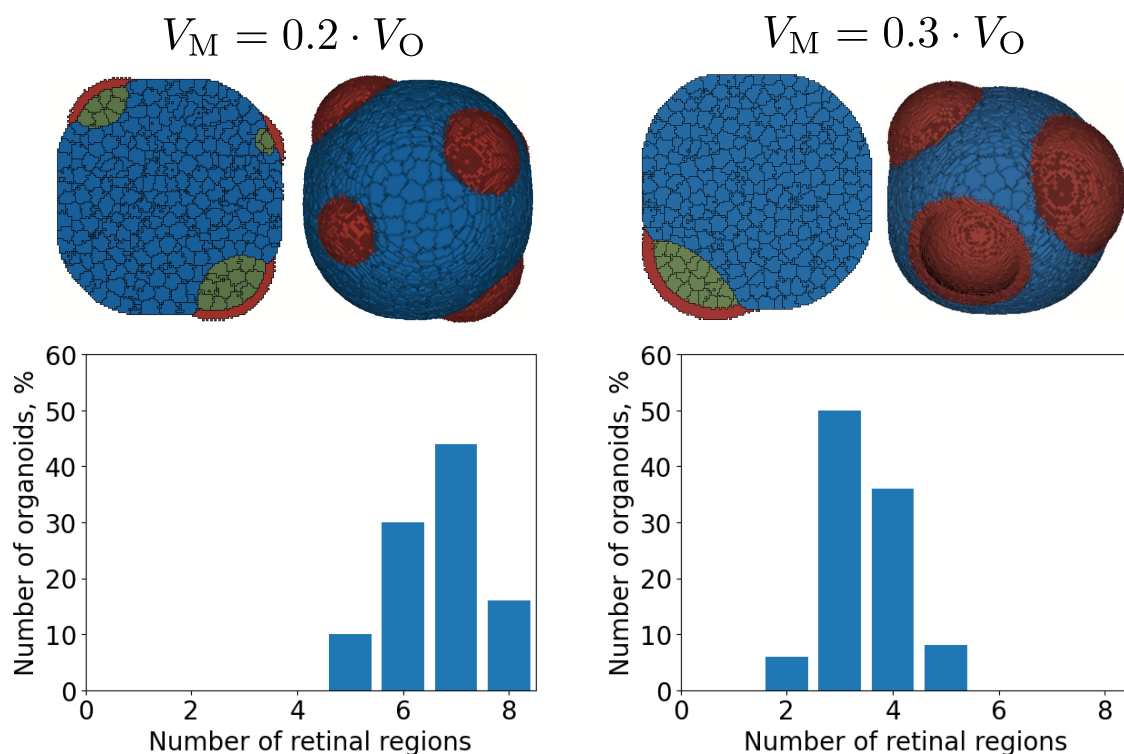 V_M = 0.2 · V_O
V_M = 0.3 · V_O
Number of organoids, %
60
50
40
30
20
10
0
0 2 4 6 8
Number of retinal regions
Number of organoids, %
60
50
40
30
20
10
0
0 2 4 6 8
Number of retinal regions